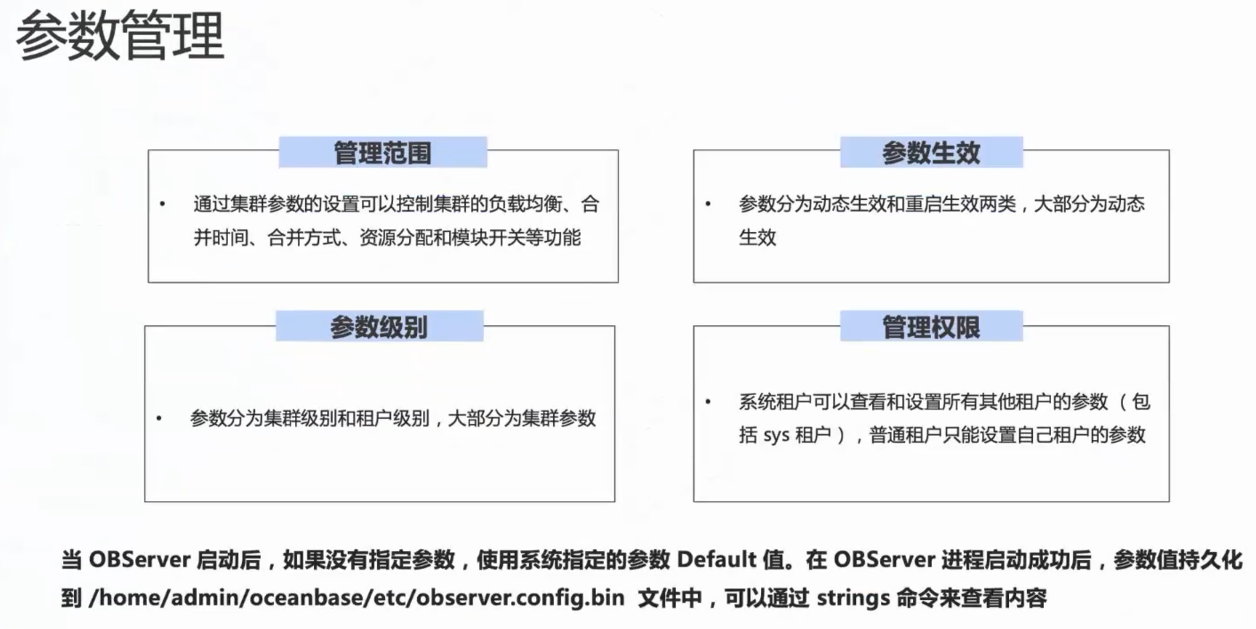 参数管理
管理范围
• 通过集群参数的设置可以控制集群的负载均衡、合
并时间、合并方式、资源分配和模块开关等功能
参数生效
• 参数分为动态生效和重启生效两类，大部分为动态
生效
参数级别
• 参数分为集群级别和租户级别，大部分为集群参数
管理权限
• 系统租户可以查看和设置所有其他租户的参数（包
括 sys 租户），普通租户只能设置自己租户的参数
当 OBServer 启动后，如果没有指定参数，使用系统指定的参数 Default 值。在 OBServer 进程启动成功后，参数值持久化
到 /home/admin/oceanbase/etc/observer.config.bin 文件中，可以通过 strings 命令来查看内容